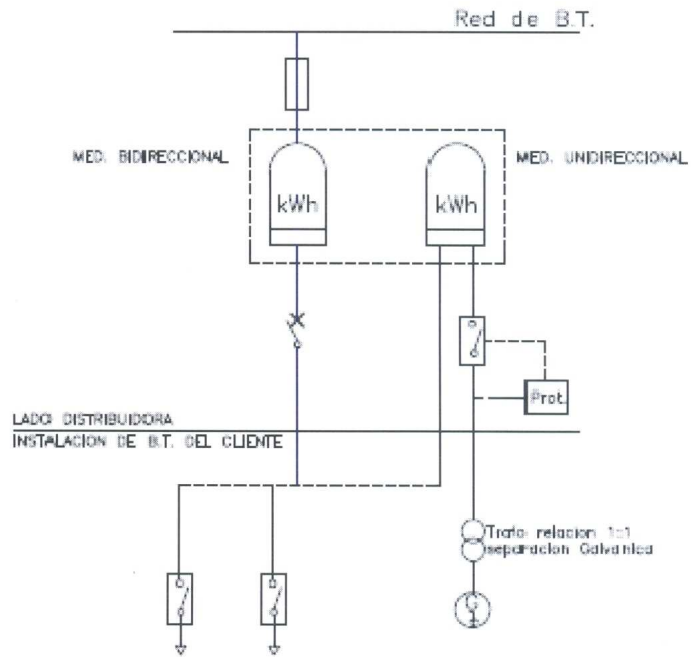 Red de B.T.
MED. BIDIRECCIONAL
MED. UNIDIRECCIONAL
kWh
kWh
Prot.
LADO DISTRIBUIDORA
INSTALACION DE B.T. DEL CLIENTE
Trafo relacion 1:1
separacion Galvanica
G